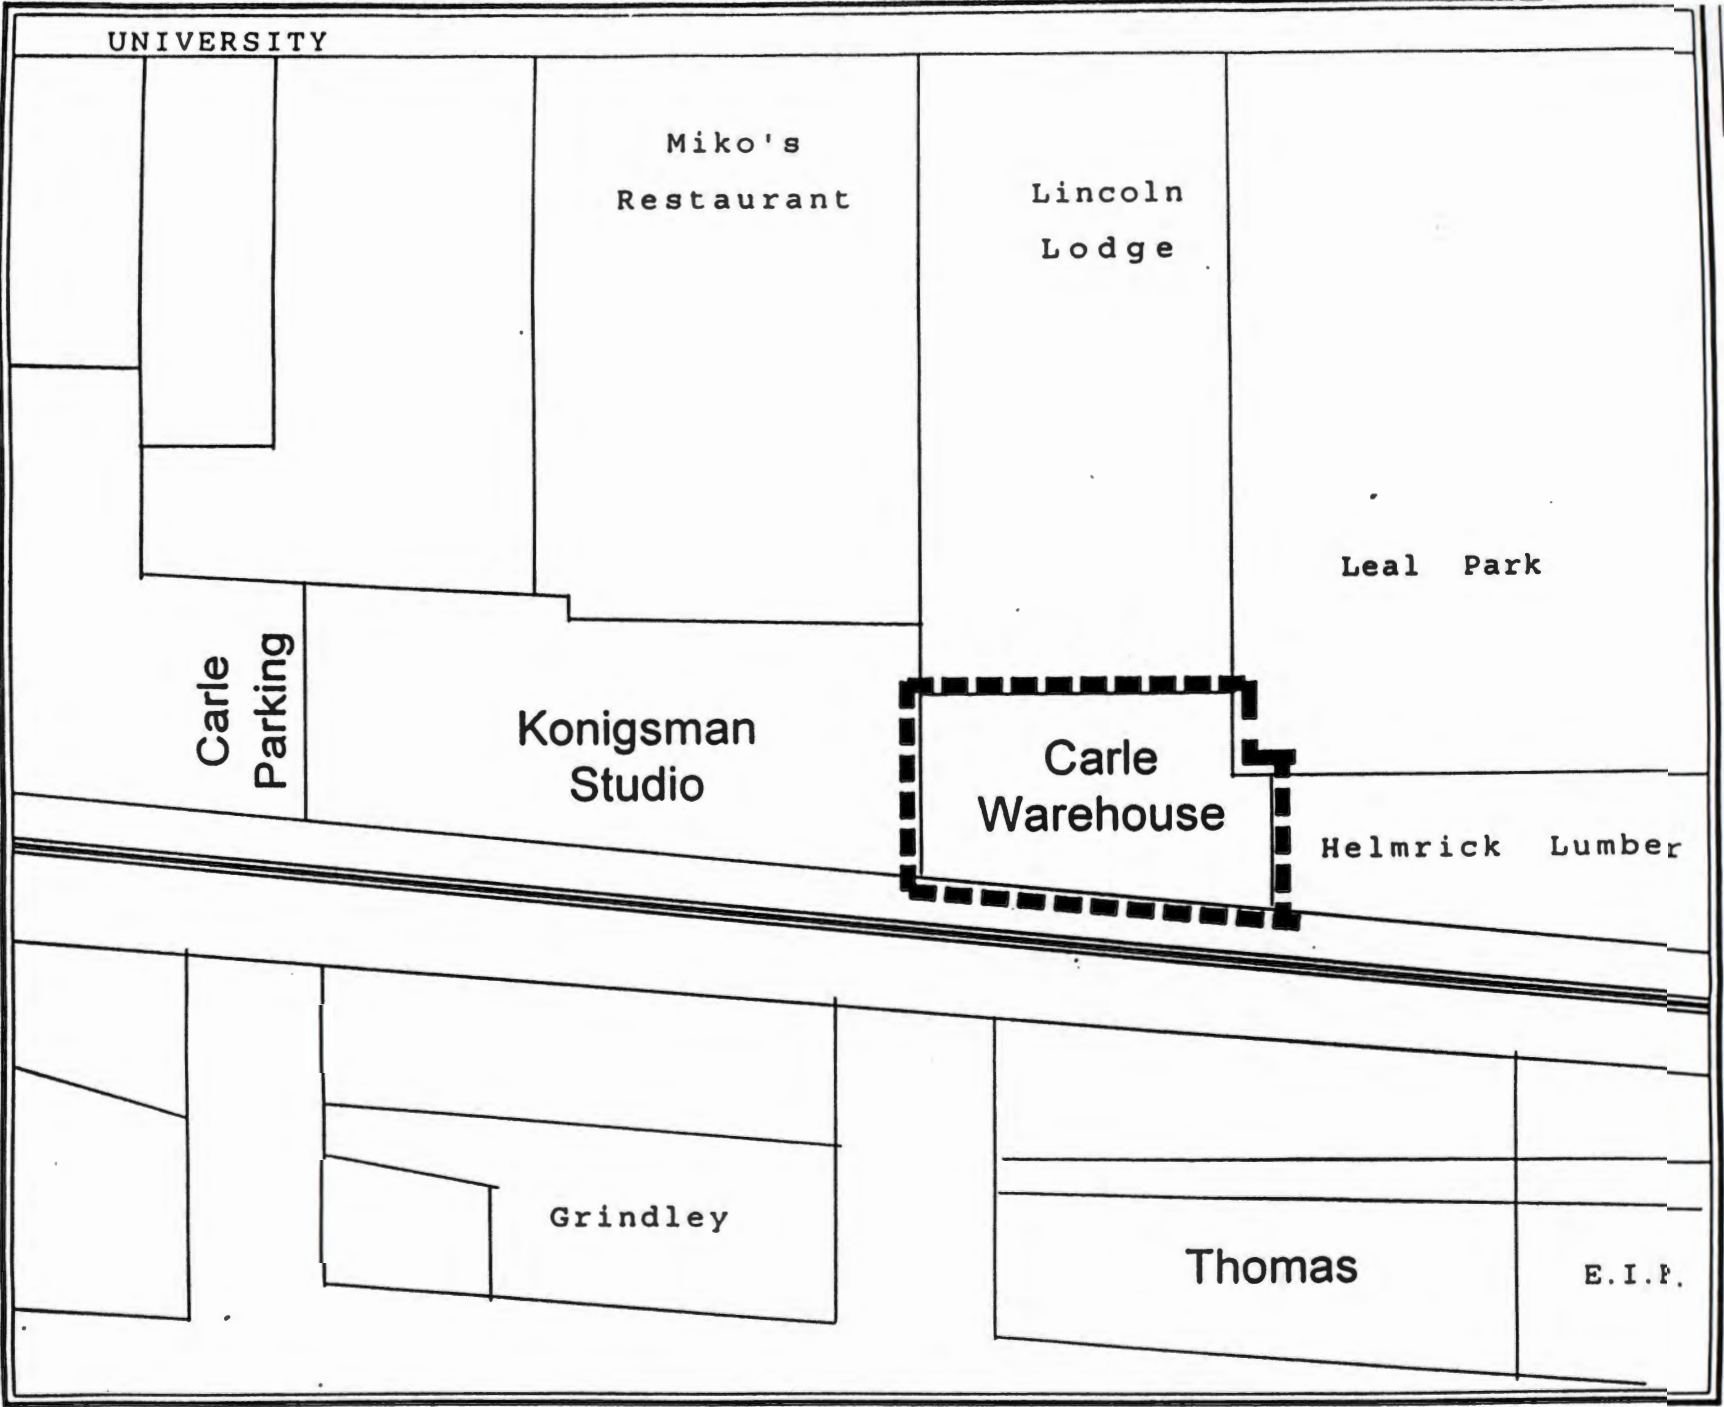 UNIVERSITY
Miko's
Restaurant
Lincoln
Lodge
Leal Park
Carle
Parking
Konigsman
Studio
Carle
Warehouse
Helmrick Lumber
Grindley
Thomas